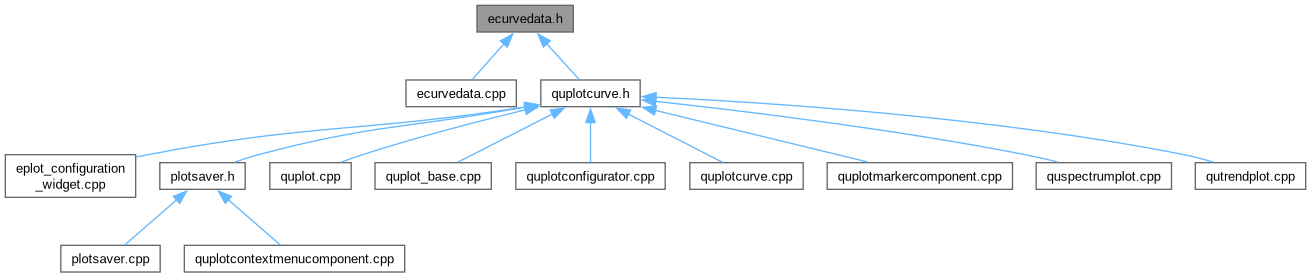 ecurvedata.h
ecurvedata.cpp
quplotcurve.h
eplot_configuration
_widget.cpp
plotsaver.h
quplot.cpp
quplot_base.cpp
quplotconfigurator.cpp
quplotcurve.cpp
quplotmarkercomponent.cpp
quspectrumplot.cpp
qutrendplot.cpp
plotsaver.cpp
quplotcontextmenucomponent.cpp